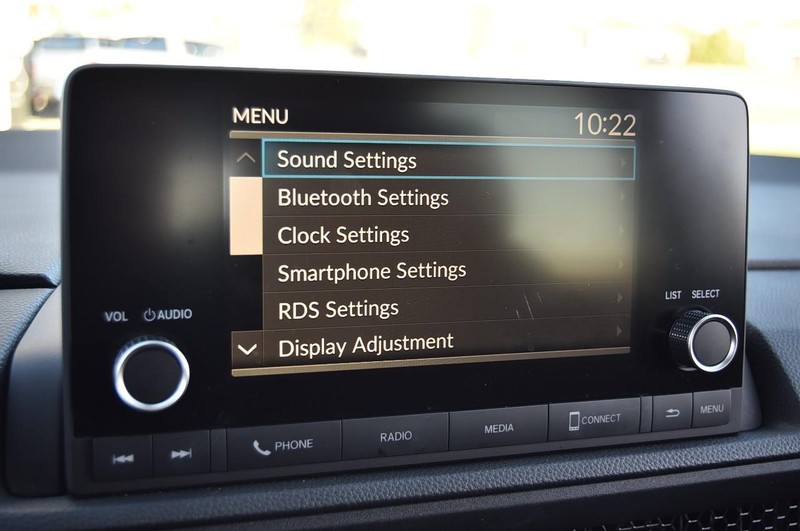 MENU 10:22
Sound Settings
Bluetooth Settings
Clock Settings
Smartphone Settings
RDS Settings
Display Adjustment
VOL AUDIO
LIST SELECT
PHONE RADIO MEDIA CONNECT MENU